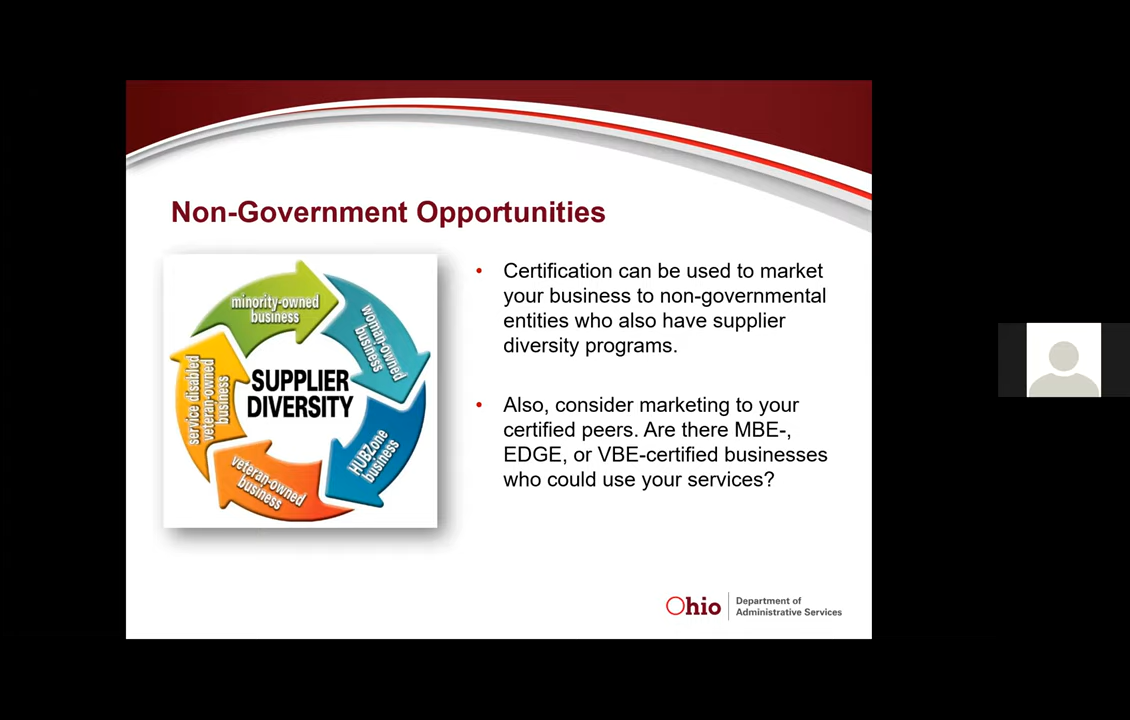 Non-Government Opportunities
minority-owned
business
woman-owned
business
HUBZone
business
veteran-owned
business
service disabled
veteran-owned
business
SUPPLIER
DIVERSITY
• Certification can be used to market
your business to non-governmental
entities who also have supplier
diversity programs.
• Also, consider marketing to your
certified peers. Are there MBE-,
EDGE, or VBE-certified businesses
who could use your services?
Ohio
Department of
Administrative Services